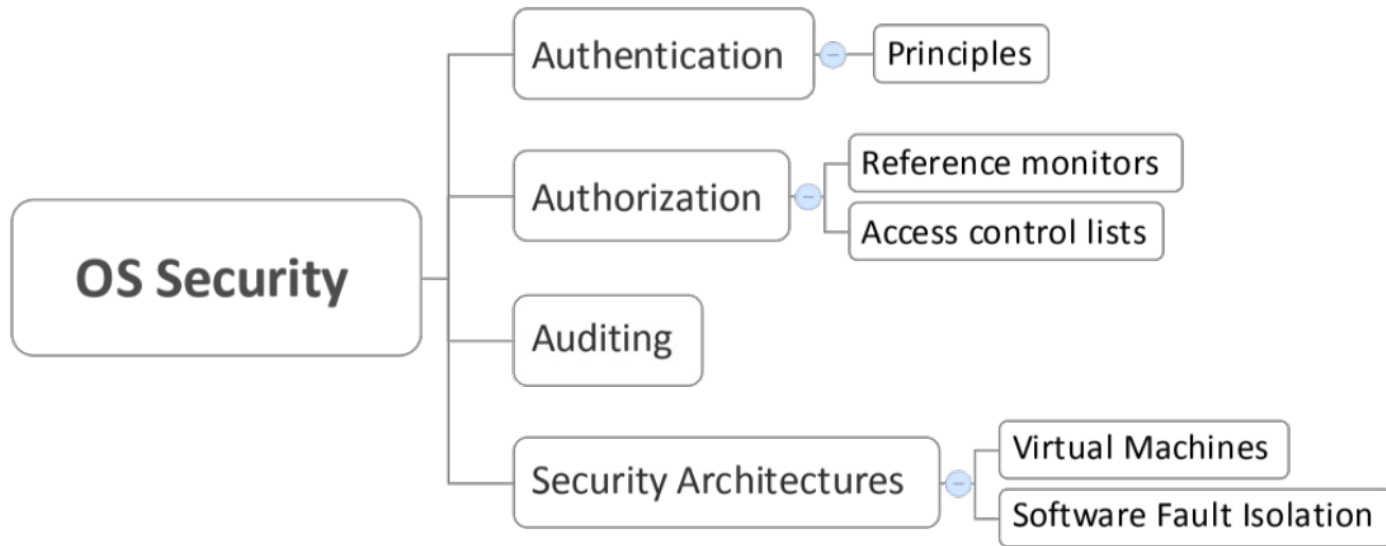 OS Security
Authentication
Principles
Authorization
Reference monitors
Access control lists
Auditing
Security Architectures
Virtual Machines
Software Fault Isolation